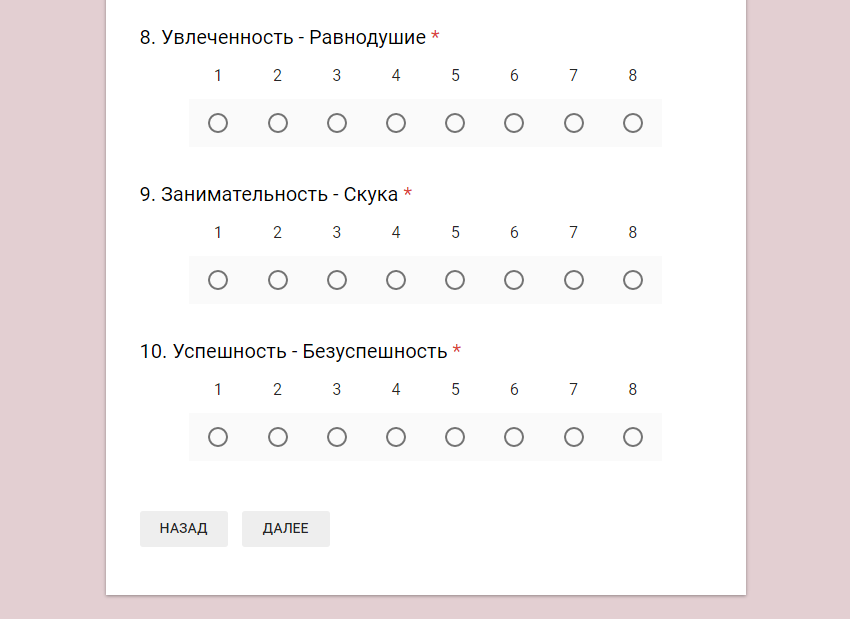 8. Увлеченность - Равнодушие *
1 2 3 4 5 6 7 8
9. Занимательность - Скука *
1 2 3 4 5 6 7 8
10. Успешность - Безуспешность *
1 2 3 4 5 6 7 8
НАЗАД ДАЛЕЕ